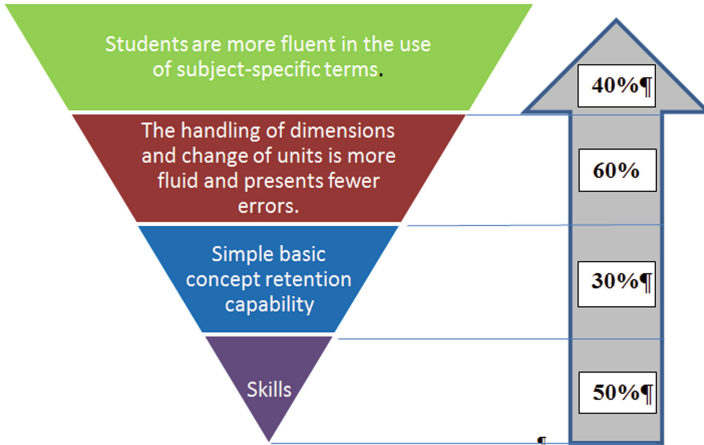 Students are more fluent in the use
of subject-specific terms.
40%¶
The handling of dimensions
and change of units is more
fluid and presents fewer
errors.
60%
Simple basic
concept retention
capability
30%¶
Skills
50%¶
¶